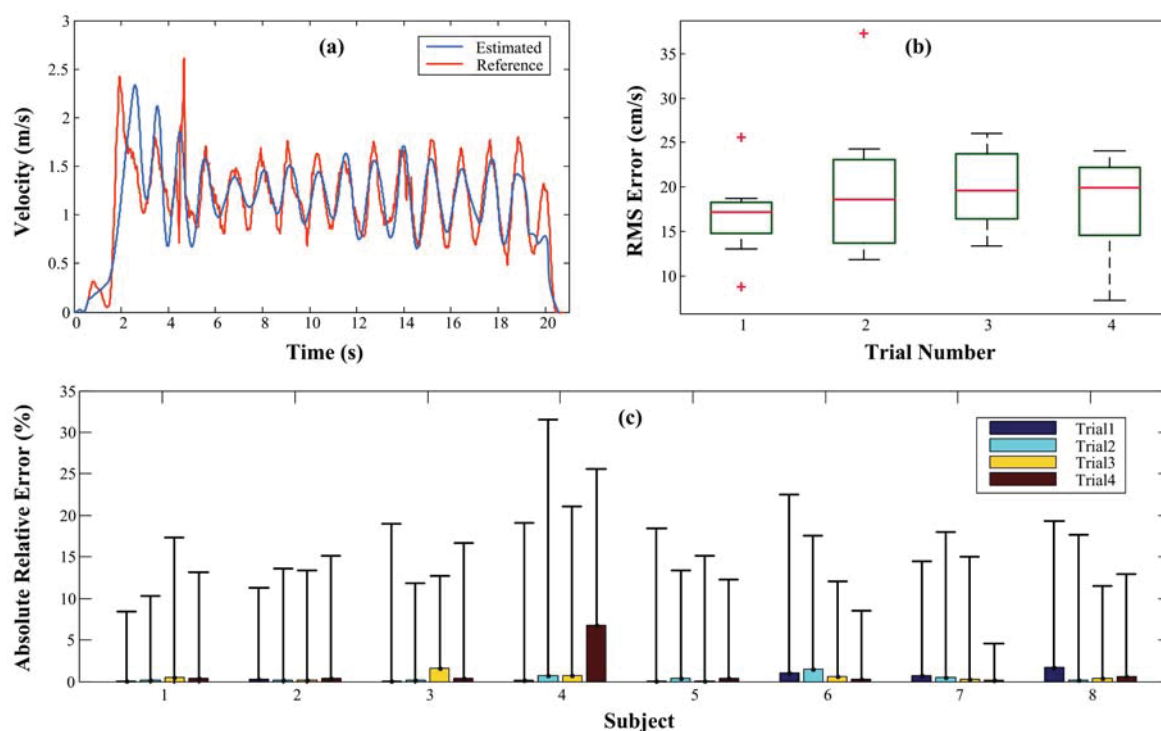 (a)
Estimated
Reference
Velocity (m/s)
3
2.5
2
1.5
1
0.5
0
0 2 4 6 8 10 12 14 16 18 20
Time (s)
(b)
RMS Error (cm/s)
35
30
25
20
15
10
1 2 3 4
Trial Number
(c)
Trial1
Trial2
Trial3
Trial4
Absolute Relative Error (%)
35
30
25
20
15
10
5
0
1 2 3 4 5 6 7 8
Subject